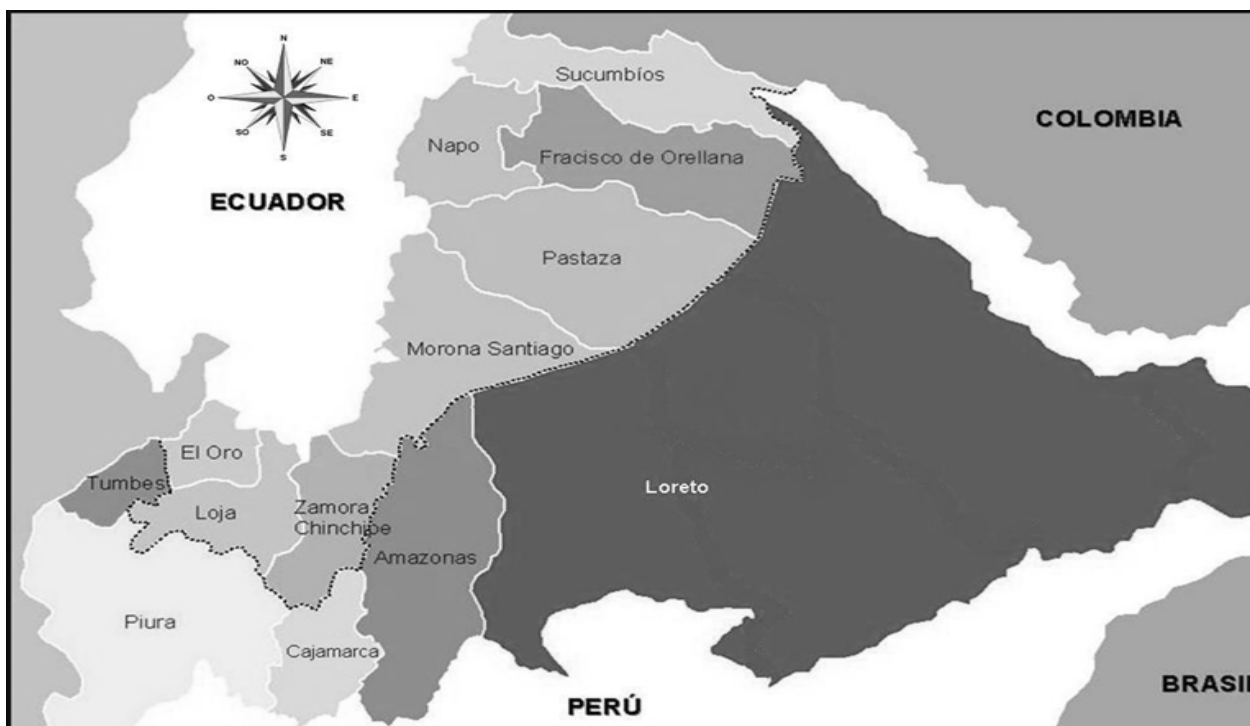 N
NO
NE
O
E
SO
SE
S
Sucumbíos
COLOMBIA
Napo
Fracisco de Orellana
ECUADOR
Pastaza
Morona Santiago
El Oro
Tumbes
Loreto
Loja
Zamora
Chinchipe
Amazonas
Piura
Cajamarca
BRASIL
PERÚ